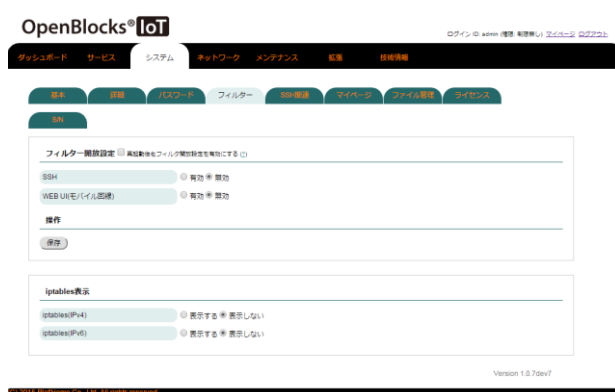 OpenBlocks® IoT
ログイン ID: admin (権限: 制限無し) マイページ ログアウト
ダッシュボード サービス システム ネットワーク メンテナンス 拡張 技術情報
基本 詳細 パスワード フィルター SSH関連 マイページ ファイル管理 ライセンス
S/N
フィルター開放設定 再起動後もフィルタ開放設定を有効にする (*)
SSH 有効 無効
WEB UI(モバイル回線) 有効 無効
操作
保存
iptables表示
iptables(IPv4) 表示する 表示しない
iptables(IPv6) 表示する 表示しない
Version 1.0.7dev7